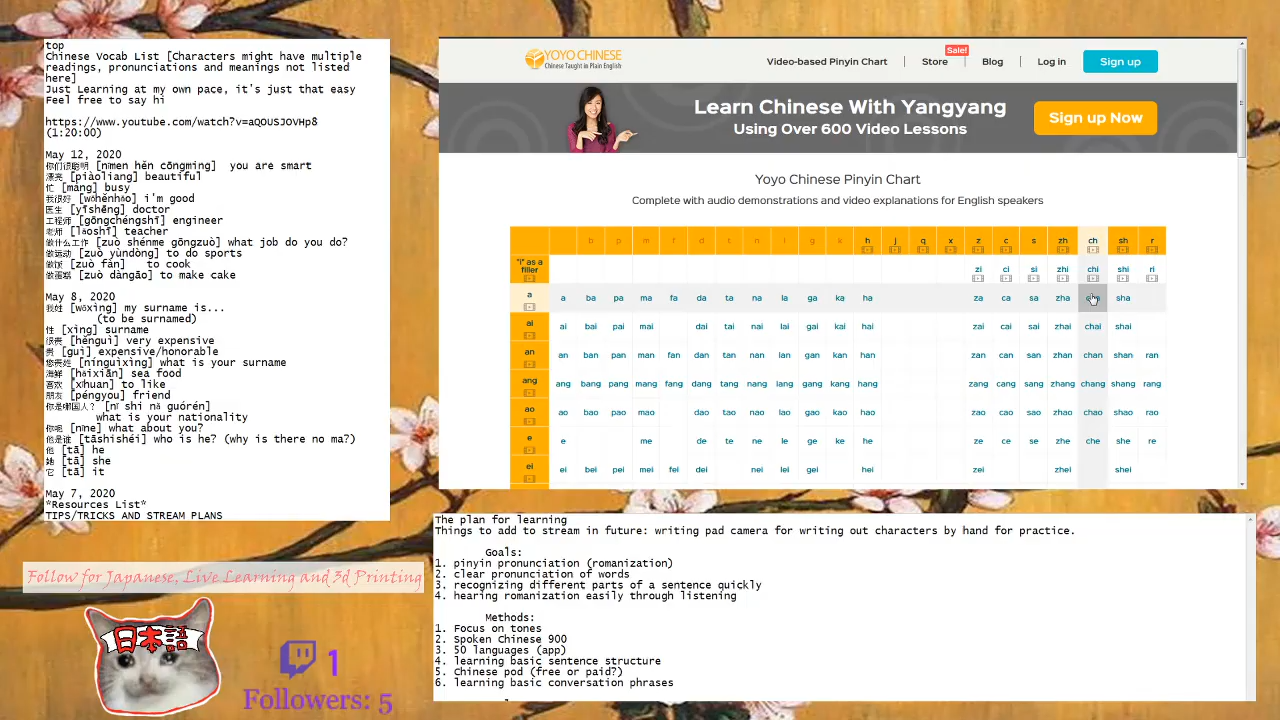 top
Chinese Vocab List [Characters might have multiple
readings, pronunciations and meanings not listed
here]
Just Learning at my own pace, it's just that easy
Feel free to say hi
https://www.youtube.com/watch?v=aQOUSJOVHp8
(1:20:00)
May 12, 2020
你们很聪明 [nmen hěn cōngmíng] you are smart
漂亮 [piàoliang] beautiful
忙 [máng] busy
我很好 [wǒhěnhǎo] i'm good
医生 [yīshēng] doctor
工程师 [gōngchéngshī] engineer
老师 [lǎoshī] teacher
做什么工作 [zuò shénme gōngzuò] what job do you do?
做运动 [zuò yùndòng] to do sports
做饭 [zuò fàn] to cook
做蛋糕 [zuò dàngāo] to make cake
May 8, 2020
我姓 [wǒxìng] my surname is...
(to be surnamed)
性 [xìng] surname
很贵 [hěnguì] very expensive
贵 [guì] expensive/honorable
您贵姓 [nínguìxìng] what is your surname
海鲜 [hǎixiān] sea food
喜欢 [xhuan] to like
朋友 [péngyou] friend
你是哪国人? [nǐ shì nǎ guórén]
what is your nationality
你呢 [nǐne] what about you?
他是谁 [tāshìshéi] who is he? (why is there no ma?)
他 [tā] he
她 [tā] she
它 [tā] it
May 7, 2020
*Resources List*
TIPS/TRICKS AND STREAM PLANS
YOYO CHINESE
Chinese Taught in Plain English
Video-based Pinyin Chart
Sale!
Store
Blog
Log in
Sign up
Learn Chinese With Yangyang
Using Over 600 Video Lessons
Sign up Now
Yoyo Chinese Pinyin Chart
Complete with audio demonstrations and video explanations for English speakers
b p m f d t n l g k h j q x z c s zh ch sh r
"i" as a filler zi ci si zhi chi shi ri
a a ba pa ma fa da ta na la ga ka ha za ca sa zha sha
ai ai bai pai mai dai tai nai lai gai kai hai zai cai sai zhai chai shai
an an ban pan man fan dan tan nan lan gan kan han zan can san zhan chan shan ran
ang ang bang pang mang fang dang tang nang lang gang kang hang zang cang sang zhang chang shang rang
ao ao bao pao mao dao tao nao lao gao kao hao zao cao sao zhao chao shao rao
e e me de te ne le ge ke he ze ce se zhe che she re
ei ei bei pei mei fei dei nei lei gei hei zei zhei shei
The plan for learning
Things to add to stream in future: writing pad camera for writing out characters by hand for practice.
Goals:
1. pinyin pronunciation (romanization)
2. clear pronunciation of words
3. recognizing different parts of a sentence quickly
4. hearing romanization easily through listening
Methods:
1. Focus on tones
2. Spoken Chinese 900
3. 50 languages (app)
4. learning basic sentence structure
5. Chinese pod (free or paid?)
6. learning basic conversation phrases
Follow for Japanese, Live Learning and 3d Printing
日本語
1
Followers: 5